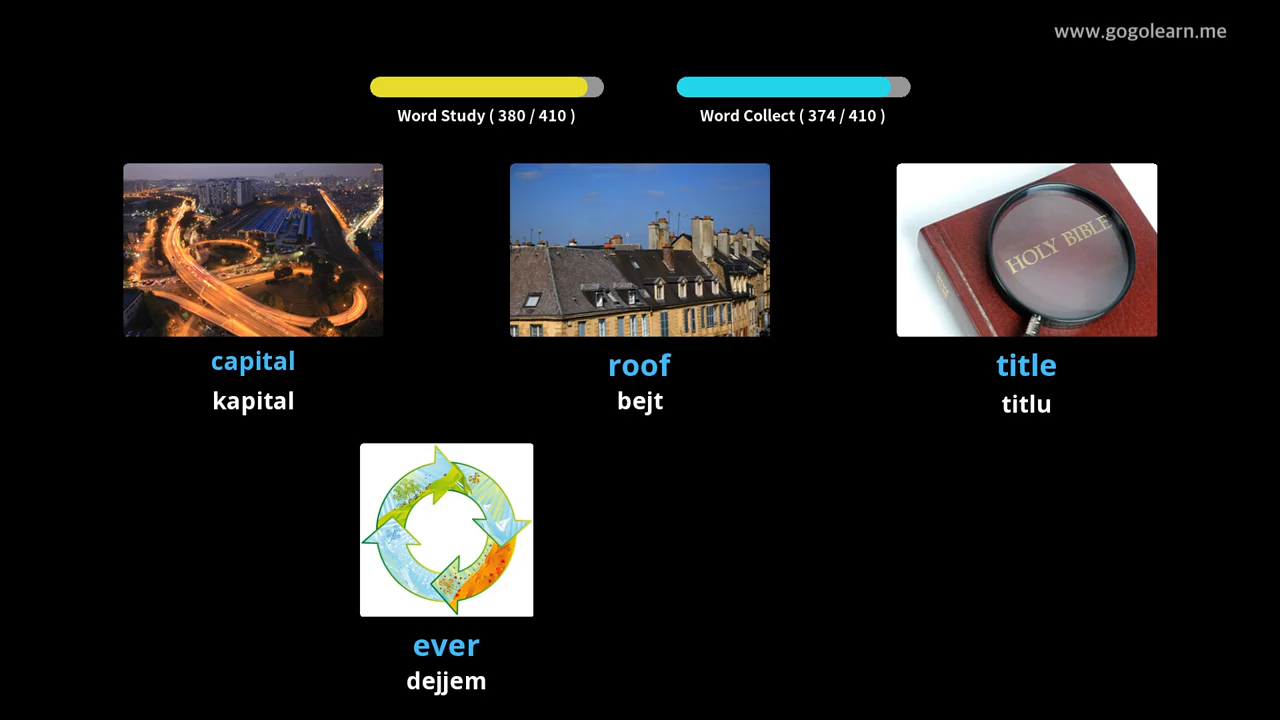 www.gogolearn.me
Word Study ( 380 / 410 )
Word Collect ( 374 / 410 )
HOLY BIBLE
capital
kapital
roof
bejt
title
titlu
ever
dejjem